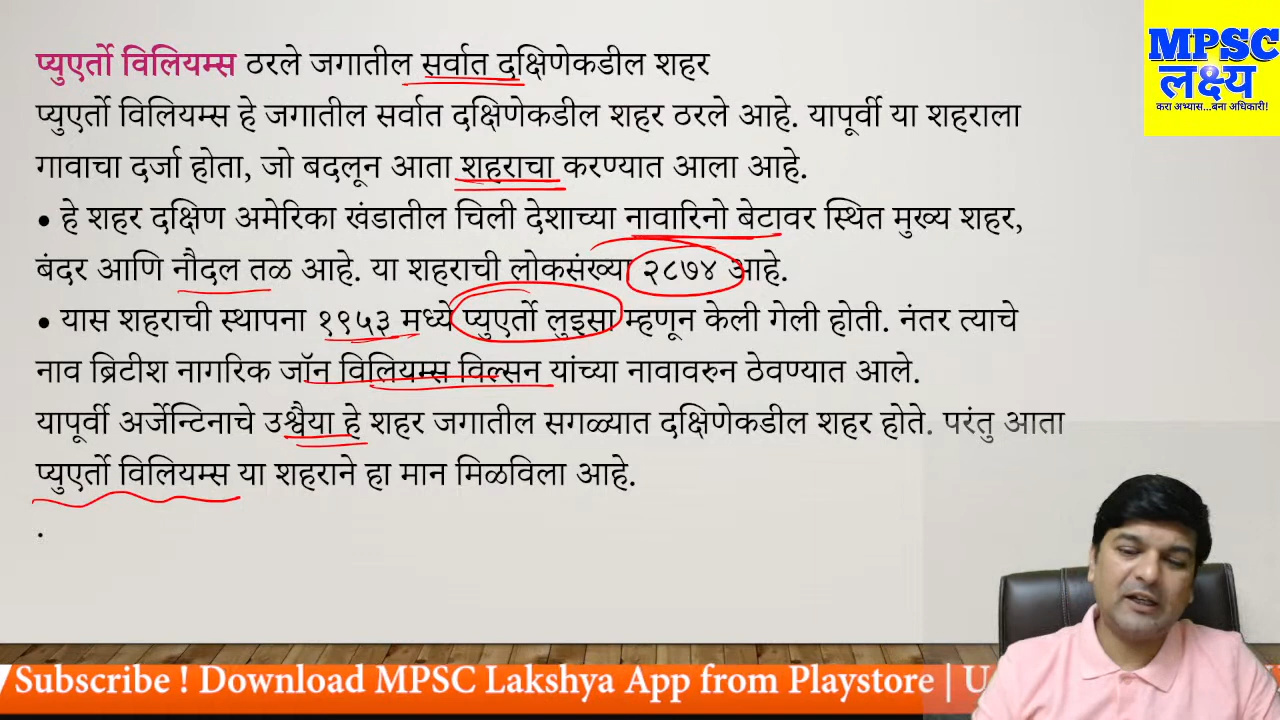 प्युएर्तो विलियम्स ठरले जगातील सर्वात दक्षिणेकडील शहर
प्युएर्तो विलियम्स हे जगातील सर्वात दक्षिणेकडील शहर ठरले आहे. यापूर्वी या शहराला
गावाचा दर्जा होता, जो बदलून आता शहराचा करण्यात आला आहे.
• हे शहर दक्षिण अमेरिका खंडातील चिली देशाच्या नावारिनो बेटावर स्थित मुख्य शहर,
बंदर आणि नौदल तळ आहे. या शहराची लोकसंख्या २८७४ आहे.
• यास शहराची स्थापना १९५३ मध्ये प्युएर्तो लुइसा म्हणून केली गेली होती. नंतर त्याचे
नाव ब्रिटीश नागरिक जॉन विलियम्स विल्सन यांच्या नावावरुन ठेवण्यात आले.
यापूर्वी अर्जेन्टिनाचे उश्वैया हे शहर जगातील सगळ्यात दक्षिणेकडील शहर होते. परंतु आता
प्युएर्तो विलियम्स या शहराने हा मान मिळविला आहे.
.
MPSC
लक्ष्य
करा अभ्यास...बना अधिकारी!
Subscribe ! Download MPSC Lakshya App from Playstore | U